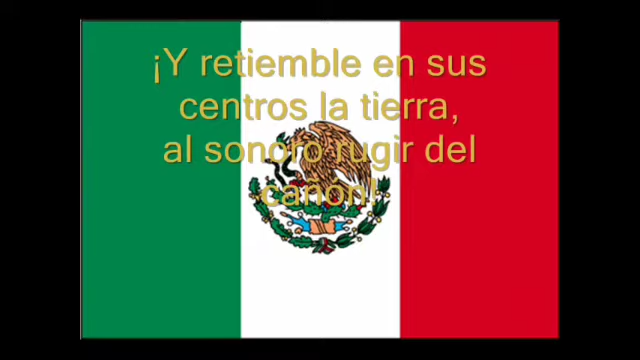 ¡Y retiemble en sus
centros la tierra,
al sonoro rugir del
cañón!